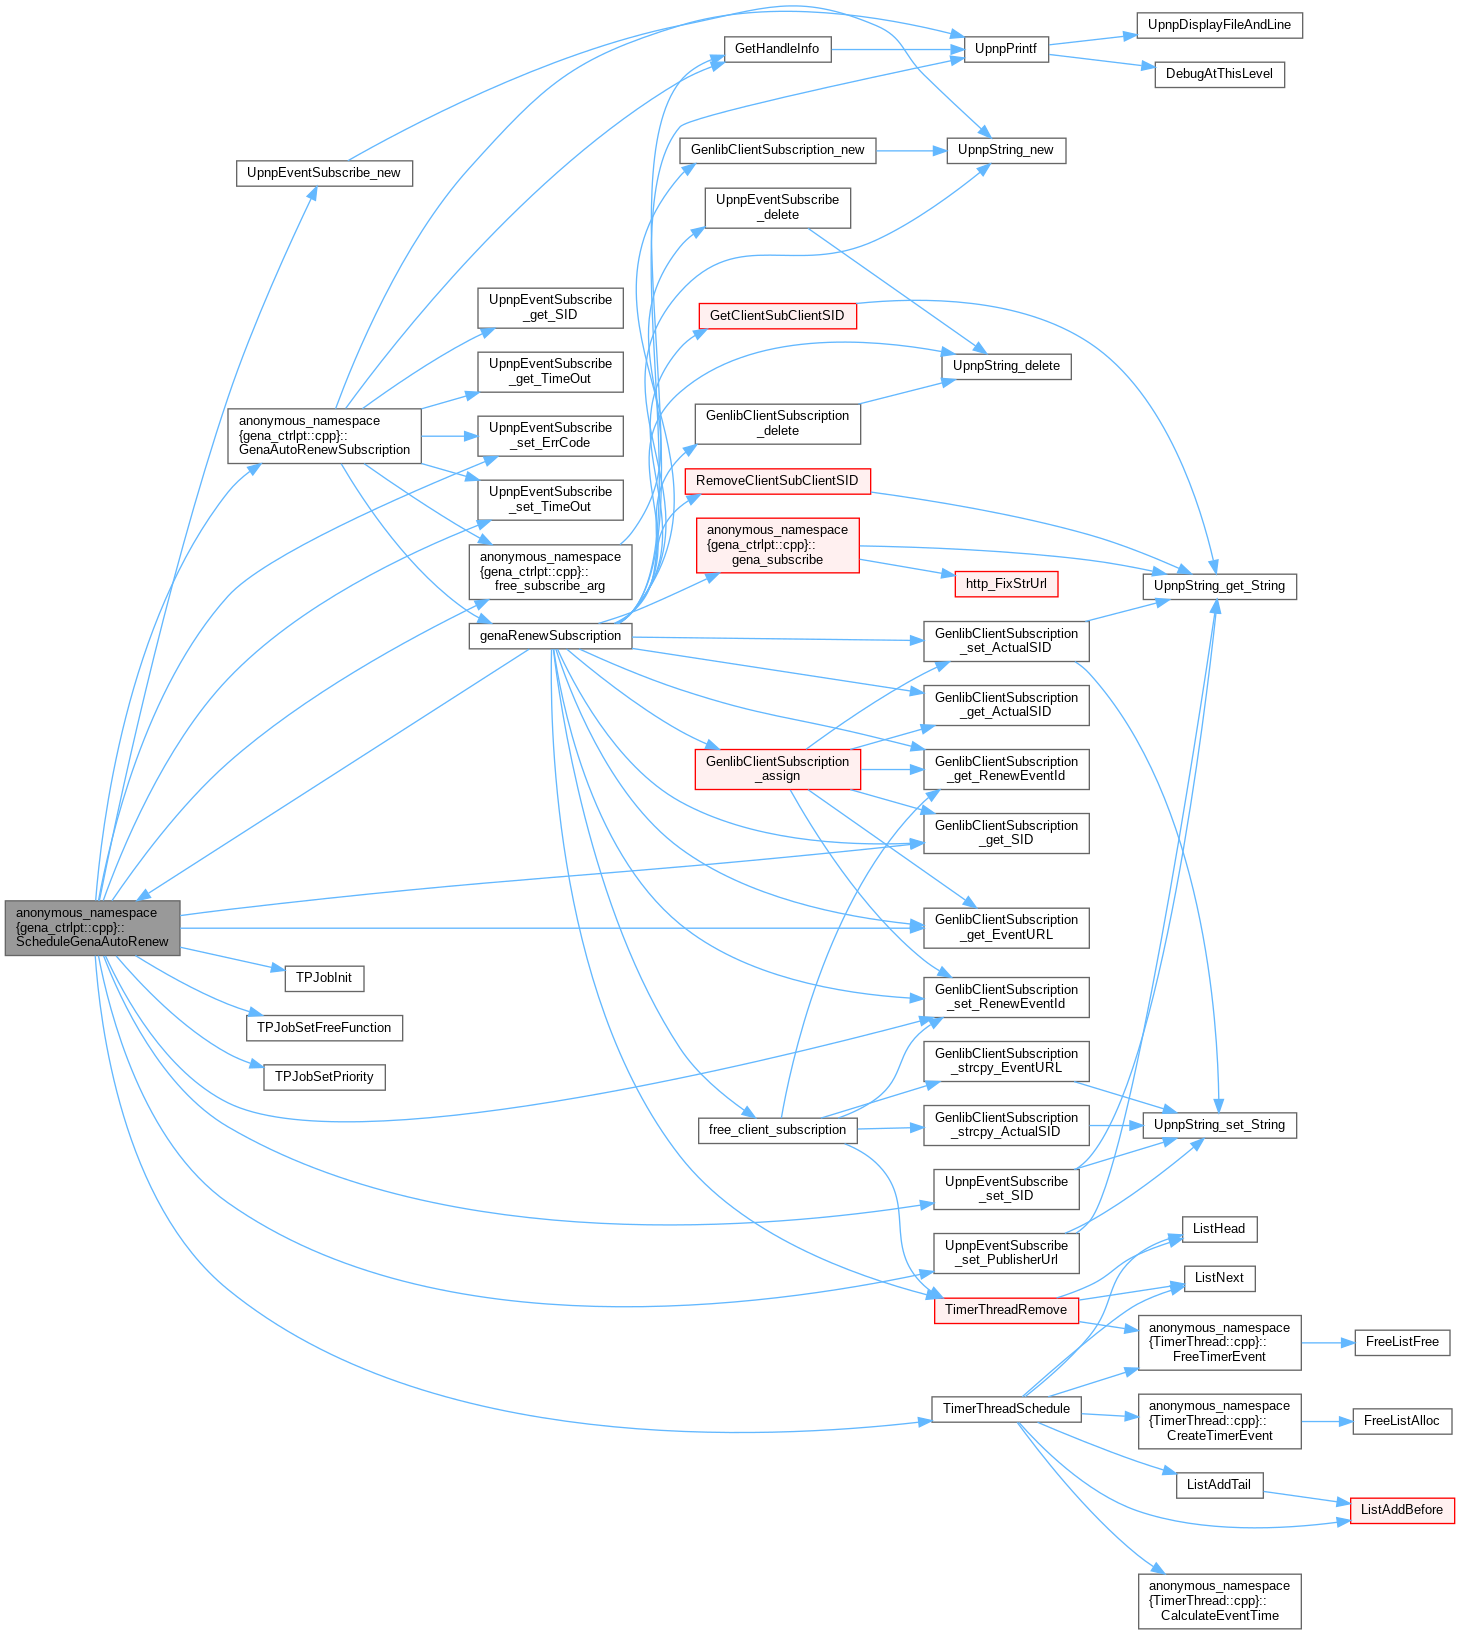 UpnpDisplayFileAndLine
GetHandleInfo
UpnpPrintf
DebugAtThisLevel
GenlibClientSubscription_new
UpnpString_new
UpnpEventSubscribe_new
UpnpEventSubscribe
_delete
UpnpEventSubscribe
_get_SID
GetClientSubClientSID
UpnpString_delete
UpnpEventSubscribe
_get_TimeOut
GenlibClientSubscription
_delete
anonymous_namespace
{gena_ctrlpt::cpp}::
GenaAutoRenewSubscription
UpnpEventSubscribe
_set_ErrCode
RemoveClientSubClientSID
UpnpEventSubscribe
_set_TimeOut
anonymous_namespace
{gena_ctrlpt::cpp}::
gena_subscribe
anonymous_namespace
{gena_ctrlpt::cpp}::
free_subscribe_arg
http_FixStrUrl
UpnpString_get_String
genaRenewSubscription
GenlibClientSubscription
_set_ActualSID
GenlibClientSubscription
_get_ActualSID
GenlibClientSubscription
_assign
GenlibClientSubscription
_get_RenewEventId
GenlibClientSubscription
_get_SID
anonymous_namespace
{gena_ctrlpt::cpp}::
ScheduleGenaAutoRenew
GenlibClientSubscription
_get_EventURL
TPJobInit
GenlibClientSubscription
_set_RenewEventId
TPJobSetFreeFunction
TPJobSetPriority
GenlibClientSubscription
_strcpy_EventURL
free_client_subscription
GenlibClientSubscription
_strcpy_ActualSID
UpnpString_set_String
UpnpEventSubscribe
_set_SID
ListHead
UpnpEventSubscribe
_set_PublisherUrl
ListNext
TimerThreadRemove
anonymous_namespace
{TimerThread::cpp}::
FreeTimerEvent
FreeListFree
TimerThreadSchedule
anonymous_namespace
{TimerThread::cpp}::
CreateTimerEvent
FreeListAlloc
ListAddTail
ListAddBefore
anonymous_namespace
{TimerThread::cpp}::
CalculateEventTime